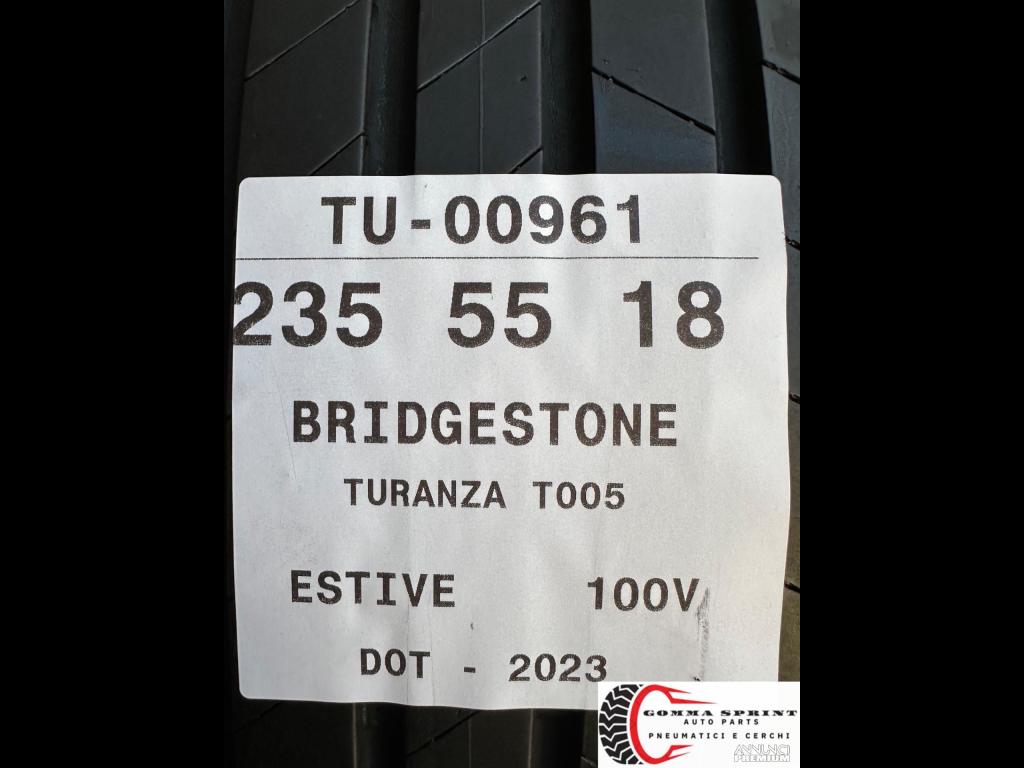 TU-00961
235 55 18
BRIDGESTONE
TURANZA T005
ESTIVE 100V
DOT - 2023
GOMMA SPRINT
AUTO PARTS
PNEUMATICI E CERCHI
ANNUNCI
PREMIUM